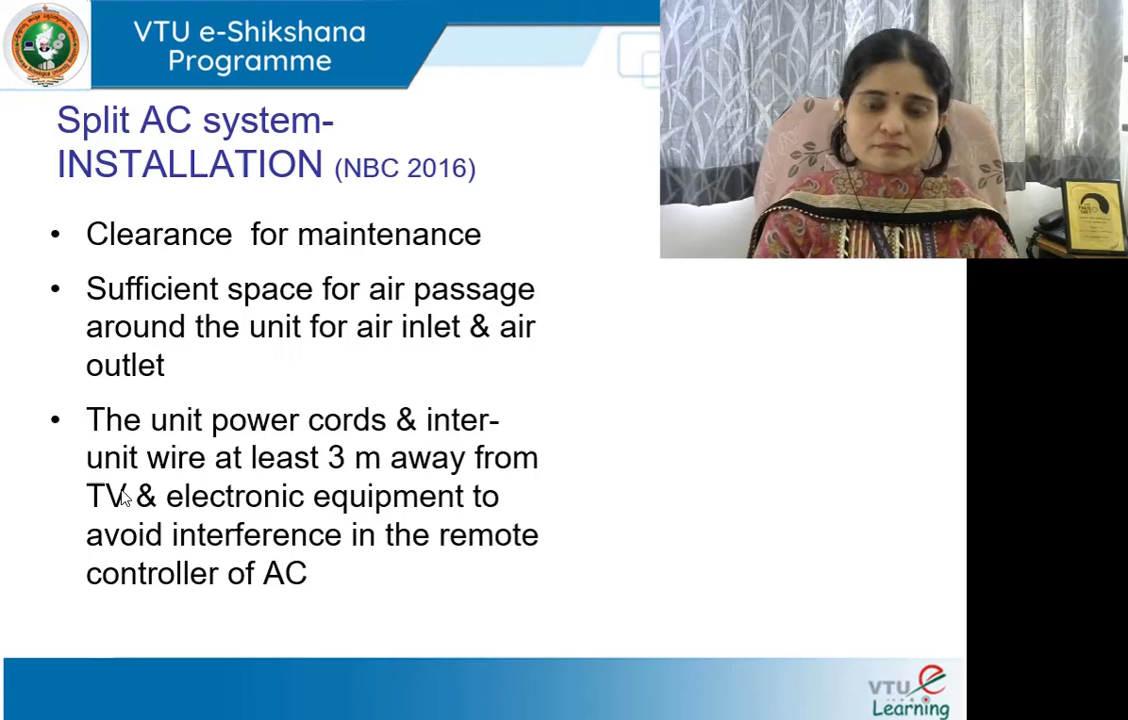 VTU e-Shikshana
Programme
Split AC system-
INSTALLATION (NBC 2016)
• Clearance for maintenance
• Sufficient space for air passage
around the unit for air inlet & air
outlet
• The unit power cords & inter-
unit wire at least 3 m away from
TV & electronic equipment to
avoid interference in the remote
controller of AC
VTU e
Learning